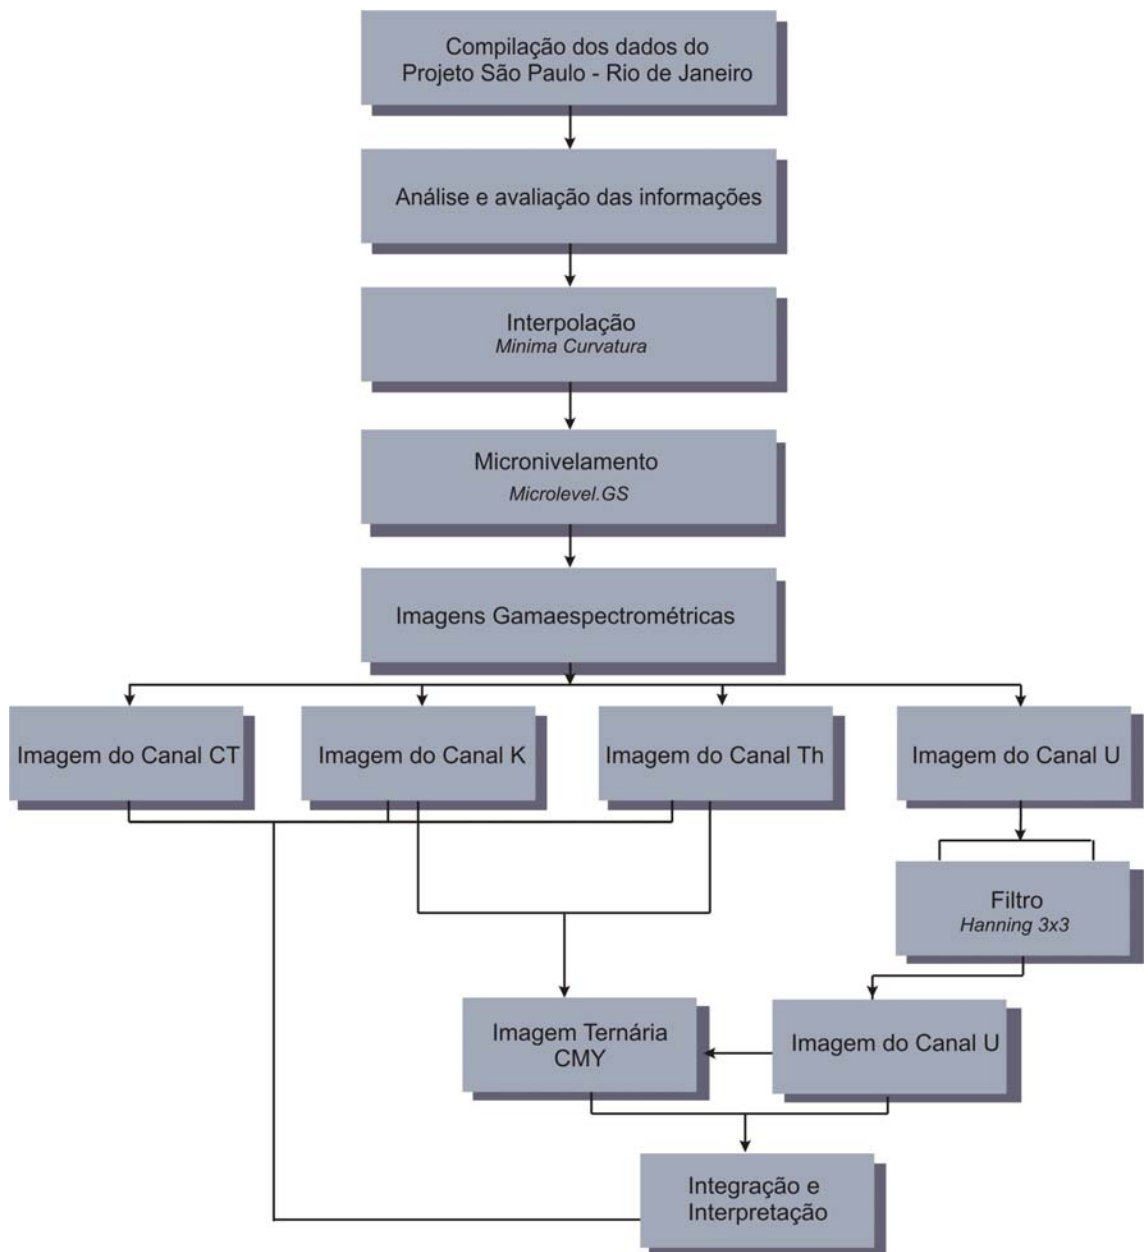 Compilação dos dados do
Projeto São Paulo - Rio de Janeiro
Análise e avaliação das informações
Interpolação
Minima Curvatura
Micronivelamento
Microlevel.GS
Imagens Gamaespectrométricas
Imagem do Canal CT
Imagem do Canal K
Imagem do Canal Th
Imagem do Canal U
Filtro
Hanning 3x3
Imagem Ternária
CMY
Imagem do Canal U
Integração e
Interpretação